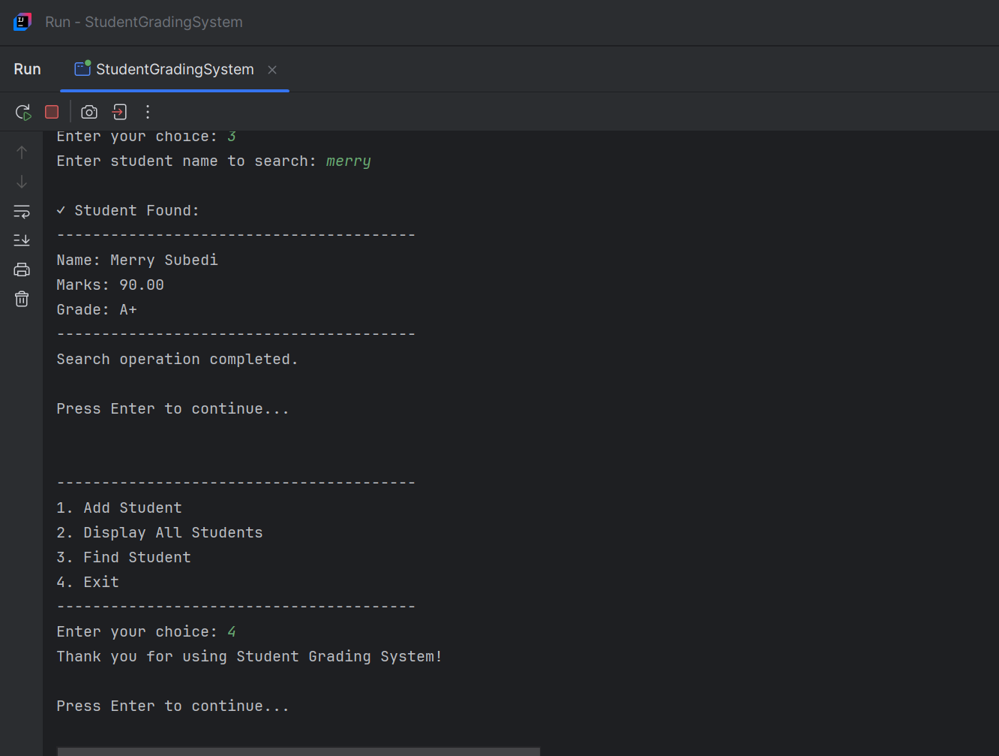 Run - StudentGradingSystem
Run StudentGradingSystem
Enter your choice: 3
Enter student name to search: merry
✓ Student Found:
----------------------------------------
Name: Merry Subedi
Marks: 90.00
Grade: A+
----------------------------------------
Search operation completed.
Press Enter to continue...
----------------------------------------
1. Add Student
2. Display All Students
3. Find Student
4. Exit
----------------------------------------
Enter your choice: 4
Thank you for using Student Grading System!
Press Enter to continue...